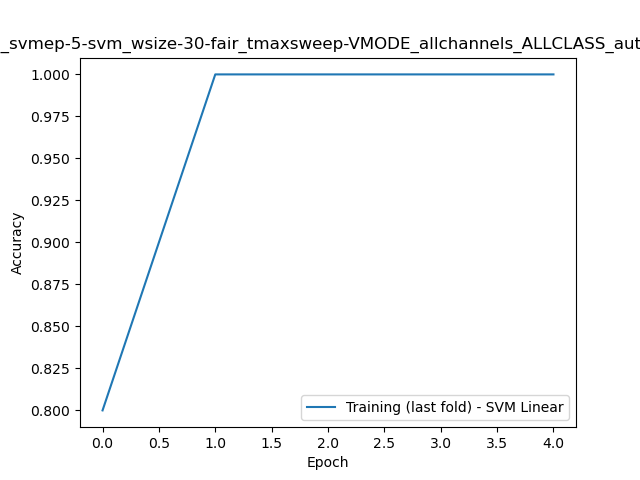 _svmep-5-svm_wsize-30-fair_tmaxsweep-VMODE_allchannels_ALLCLASS_aut
1.000
0.975
0.950
0.925
0.900
0.875
0.850
0.825
0.800
Accuracy
Training (last fold) - SVM Linear
0.0 0.5 1.0 1.5 2.0 2.5 3.0 3.5 4.0
Epoch